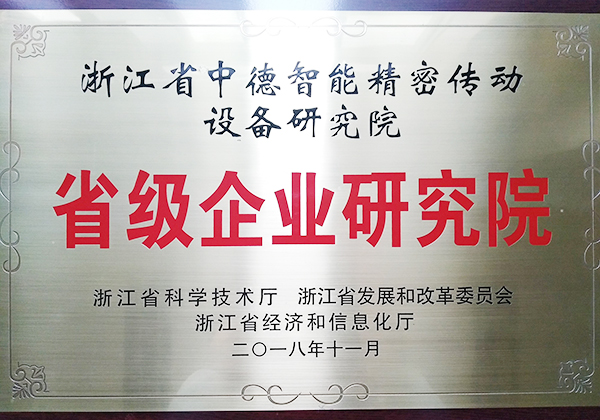 浙江省中德智能精密传动
设备研究院
省级企业研究院
浙江省科学技术厅 浙江省发展和改革委员会
浙江省经济和信息化厅
二〇一八年十一月